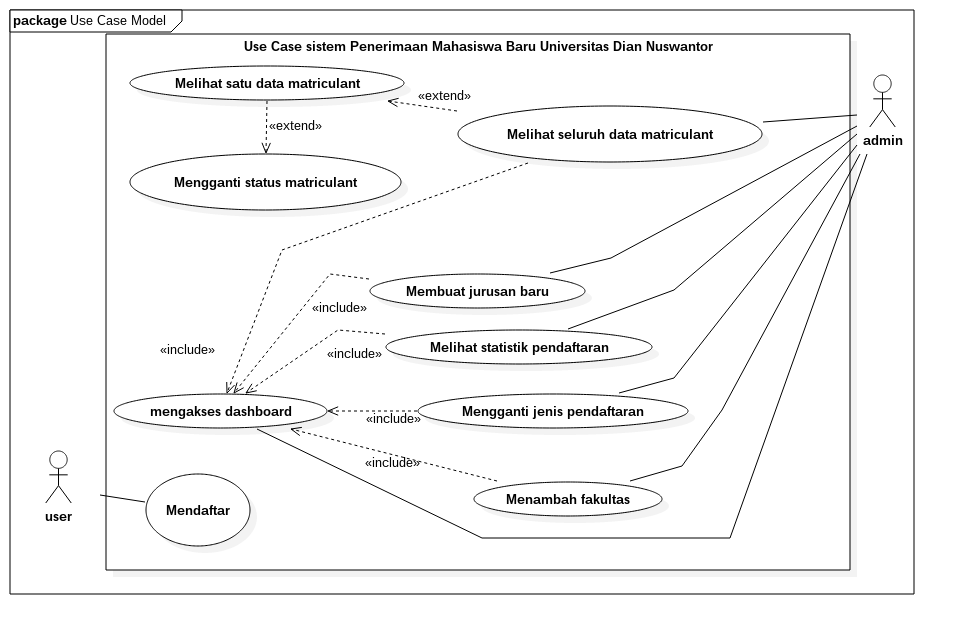 package Use Case Model
Use Case sistem Penerimaan Mahasiswa Baru Universitas Dian Nuswantor
Melihat satu data matriculant
«extend»
«extend»
Melihat seluruh data matriculant
admin
Mengganti status matriculant
Membuat jurusan baru
«include»
Melihat statistik pendaftaran
«include»
«include»
mengakses dashboard
Mengganti jenis pendaftaran
«include»
«include»
Menambah fakultas
Mendaftar
user